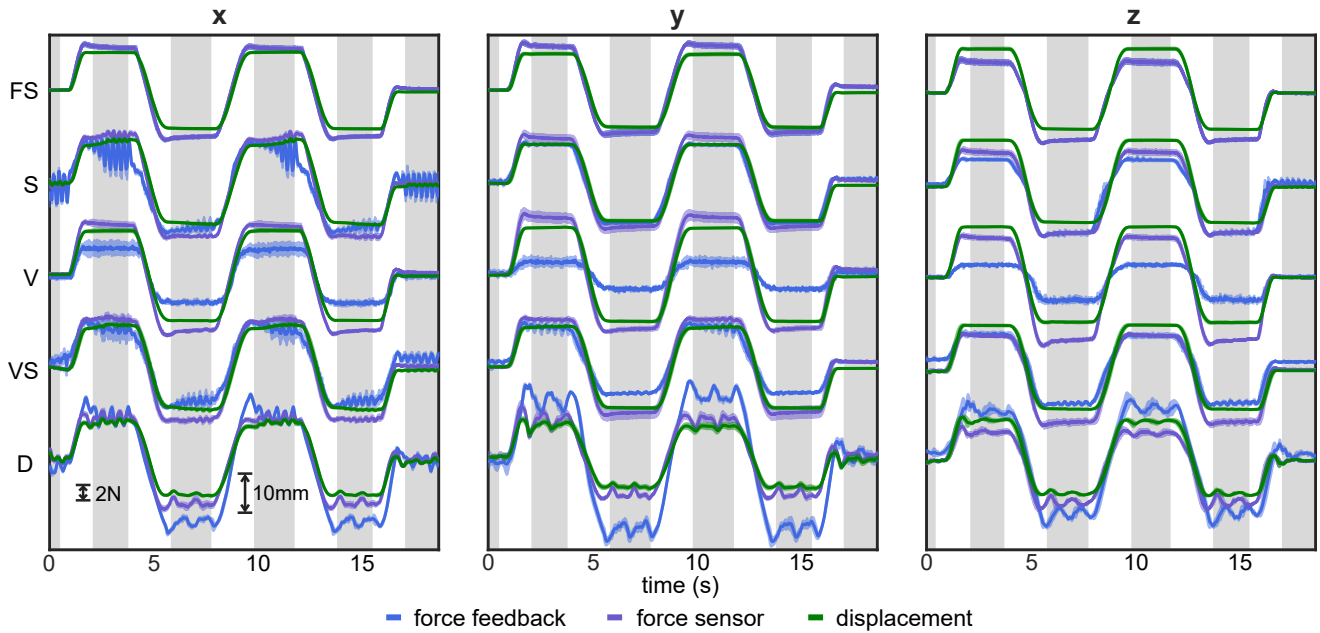 x y z
FS
S
V
VS
D
2N
10mm
0 5 10 15 0 5 10 15 0 5 10 15
time (s)
force feedback force sensor displacement